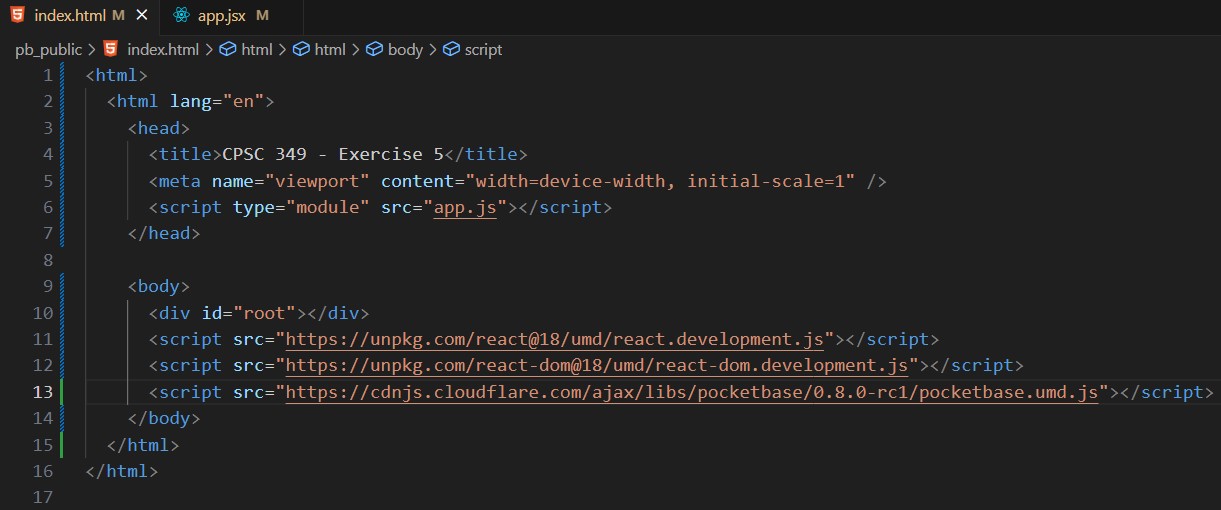 index.html M × app.jsx M
pb_public > index.html > html > html > body > script
1 <html>
2 <html lang="en">
3 <head>
4 <title>CPSC 349 - Exercise 5</title>
5 <meta name="viewport" content="width=device-width, initial-scale=1" />
6 <script type="module" src="app.js"></script>
7 </head>
8
9 <body>
10 <div id="root"></div>
11 <script src="https://unpkg.com/react@18/umd/react.development.js"></script>
12 <script src="https://unpkg.com/react-dom@18/umd/react-dom.development.js"></script>
13 <script src="https://cdnjs.cloudflare.com/ajax/libs/pocketbase/0.8.0-rc1/pocketbase.umd.js"></script>
14 </body>
15 </html>
16 </html>
17